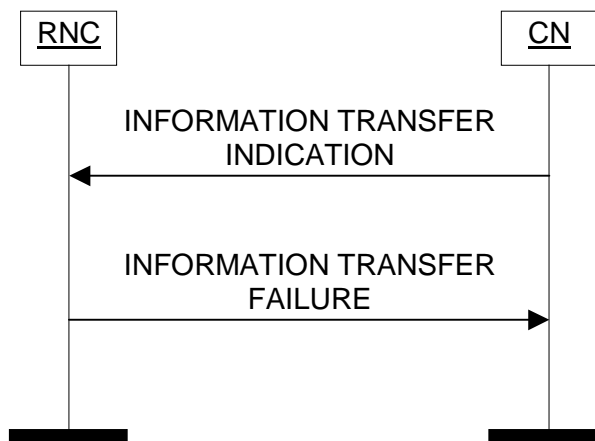 RNC
CN
INFORMATION TRANSFER
INDICATION
INFORMATION TRANSFER
FAILURE